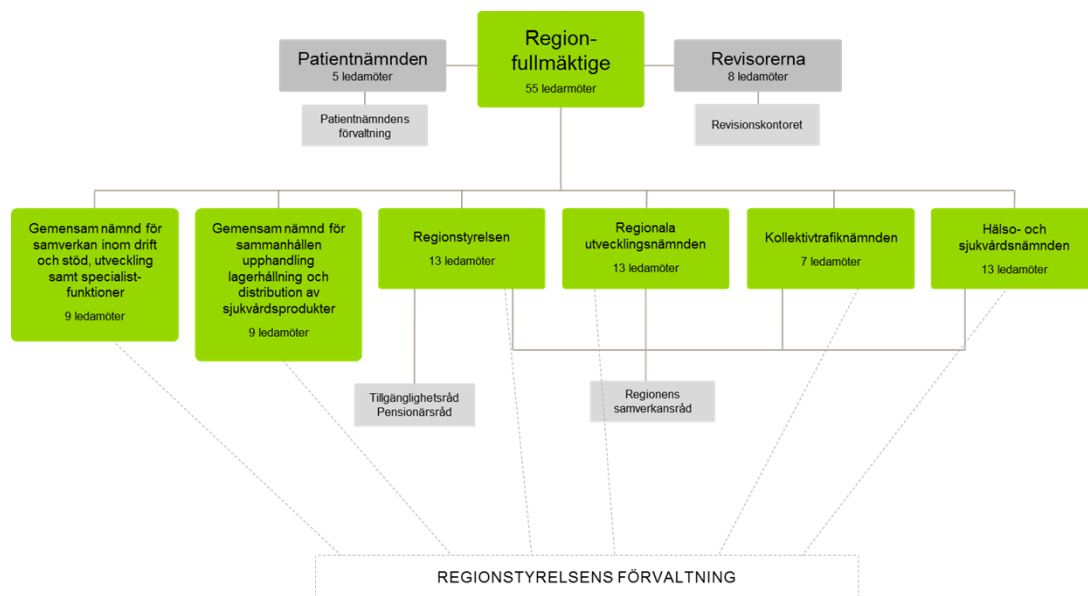 Patientnämnden
5 ledamöter
Region-
fullmäktige
55 ledarmöter
Revisorerna
8 ledamöter
Patientnämndens
förvaltning
Revisionskontoret
Gemensam nämnd för
samverkan inom drift
och stöd, utveckling
samt specialist-
funktioner
9 ledamöter
Gemensam nämnd för
sammanhållen
upphandling
lagerhållning och
distribution av
sjukvårdsprodukter
9 ledamöter
Regionstyrelsen
13 ledamöter
Regionala
utvecklingsnämnden
13 ledamöter
Kollektivtrafiknämnden
7 ledamöter
Hälso- och
sjukvårdsnämnden
13 ledamöter
Tillgänglighetsråd
Pensionärsråd
Regionens
samverkansråd
REGIONSTYRELSENS FÖRVALTNING